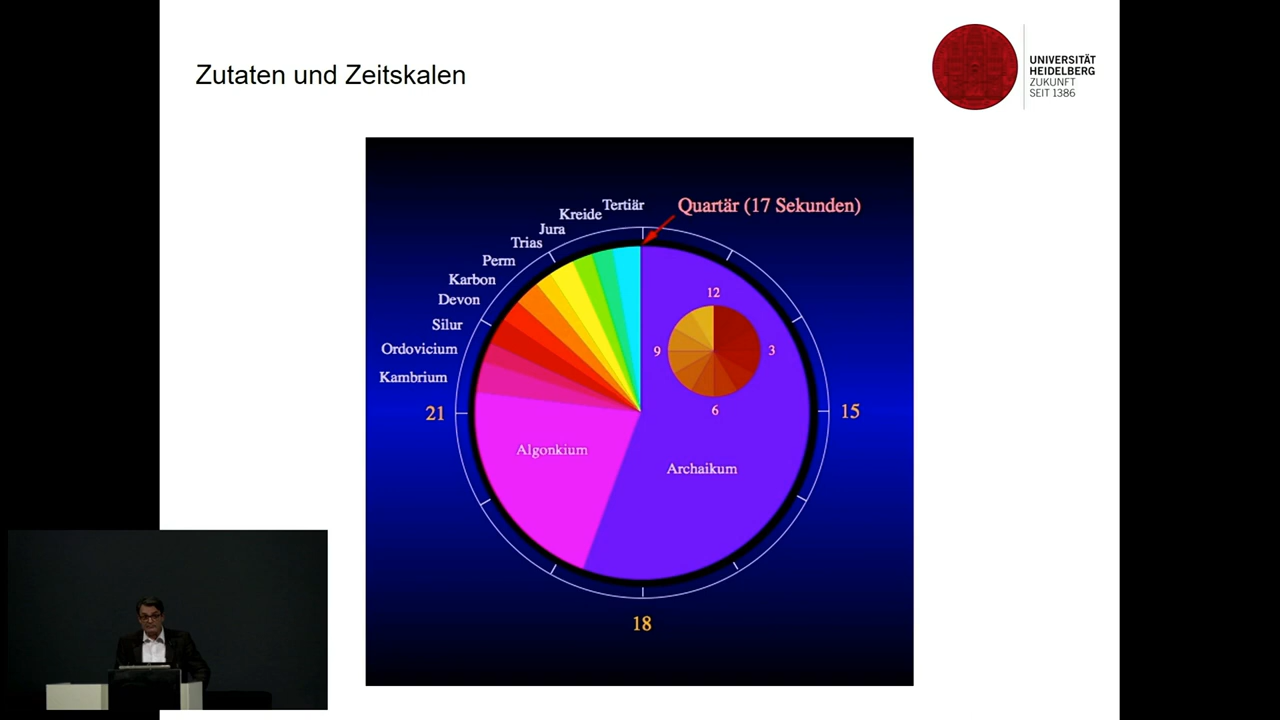 Zutaten und Zeitskalen
UNIVERSITÄT
HEIDELBERG
ZUKUNFT
SEIT 1386
Quartär (17 Sekunden)
Tertiär
Kreide
Jura
Trias
Perm
Karbon
Devon
Silur
Ordovicium
Kambrium
12
9
3
6
21
15
Algonkium
Archaikum
18